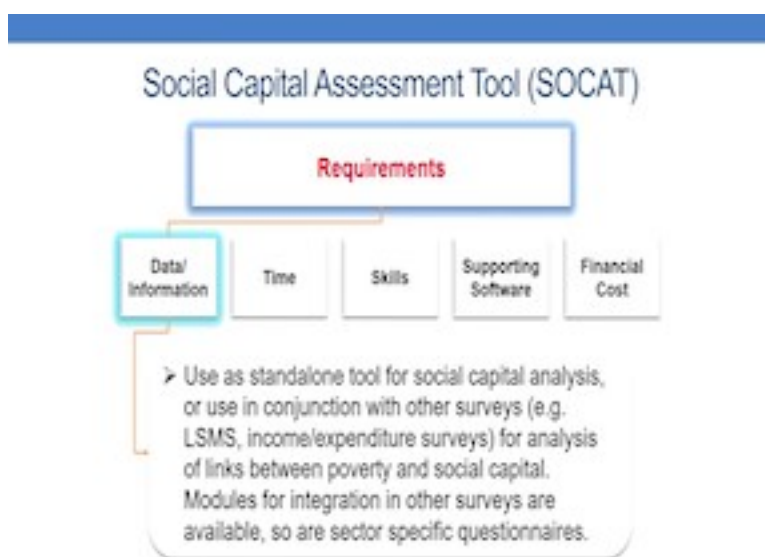 Social Capital Assessment Tool (SOCAT)
Requirements
Data/
Information
Time
Skills
Supporting
Software
Financial
Cost
➢ Use as standalone tool for social capital analysis,
or use in conjunction with other surveys (e.g.
LSMS, income/expenditure surveys) for analysis
of links between poverty and social capital.
Modules for integration in other surveys are
available, so are sector specific questionnaires.